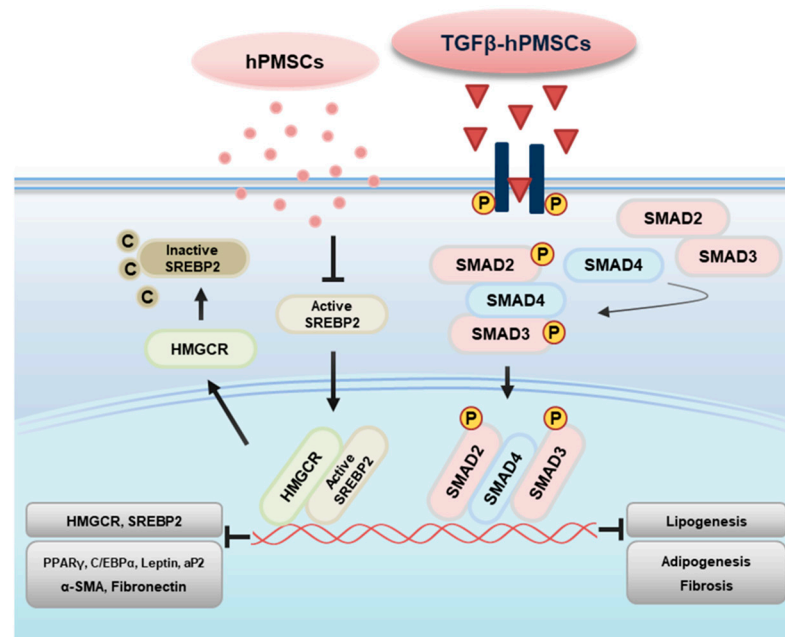 hPMSCs
TGFβ-hPMSCs
P
P
SMAD2
SMAD3
SMAD4
C
C
C
Inactive
SREBP2
HMGCR
Active
SREBP2
SMAD2
P
SMAD4
SMAD3
P
P
P
HMGCR
Active
SREBP2
SMAD2
SMAD4
SMAD3
HMGCR, SREBP2
PPARγ, C/EBPα, Leptin, aP2
α-SMA, Fibronectin
Lipogenesis
Adipogenesis
Fibrosis